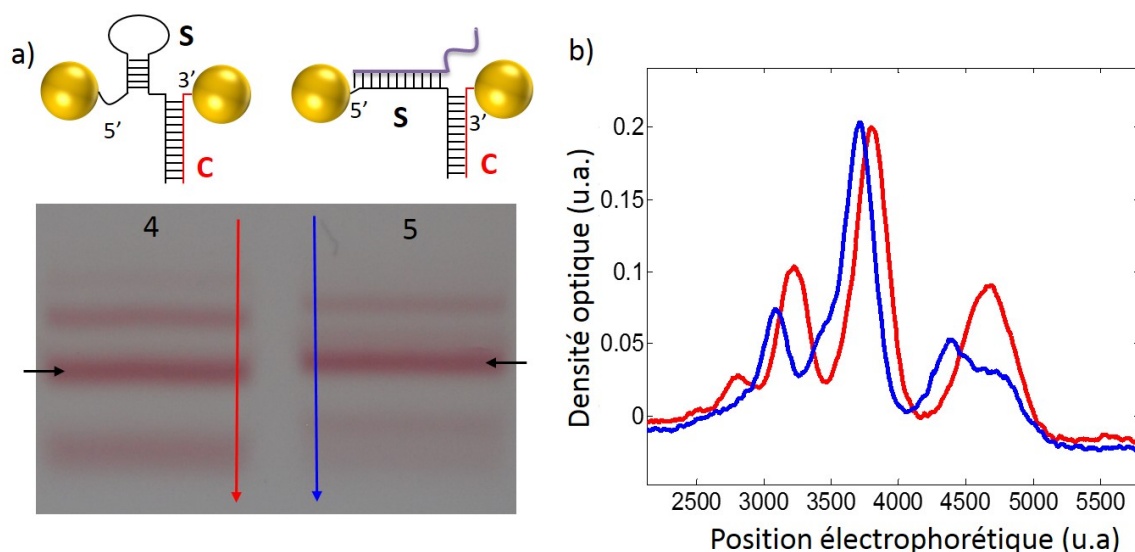 a)
S
3’
5’
C
5’
S
3’
C
4
5
b)
Densité optique (u.a.)
0.2
0.15
0.1
0.05
0
2500 3000 3500 4000 4500 5000 5500
Position électrophorétique (u.a)